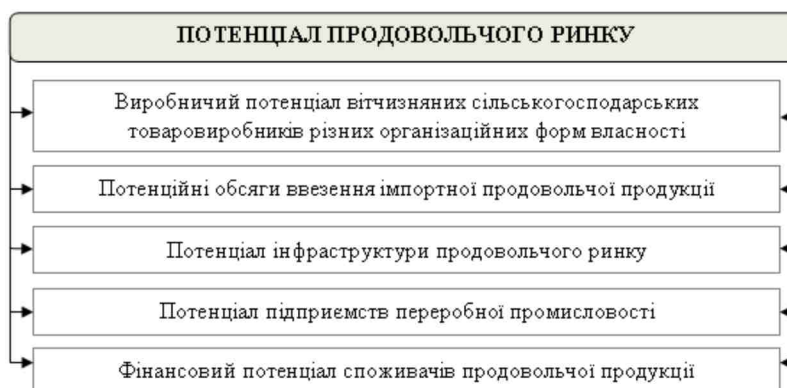 ПОТЕНЦІАЛ ПРОДОВОЛЬЧОГО РИНКУ
Виробничий потенціал вітчизняних сільськогосподарських
товаровиробників різних організаційних форм власності
Потенційні обсяги ввезення імпортної продовольчої продукції
Потенціал інфраструктури продовольчого ринку
Потенціал підприємств переробної промисловості
Фінансовий потенціал споживачів продовольчої продукції